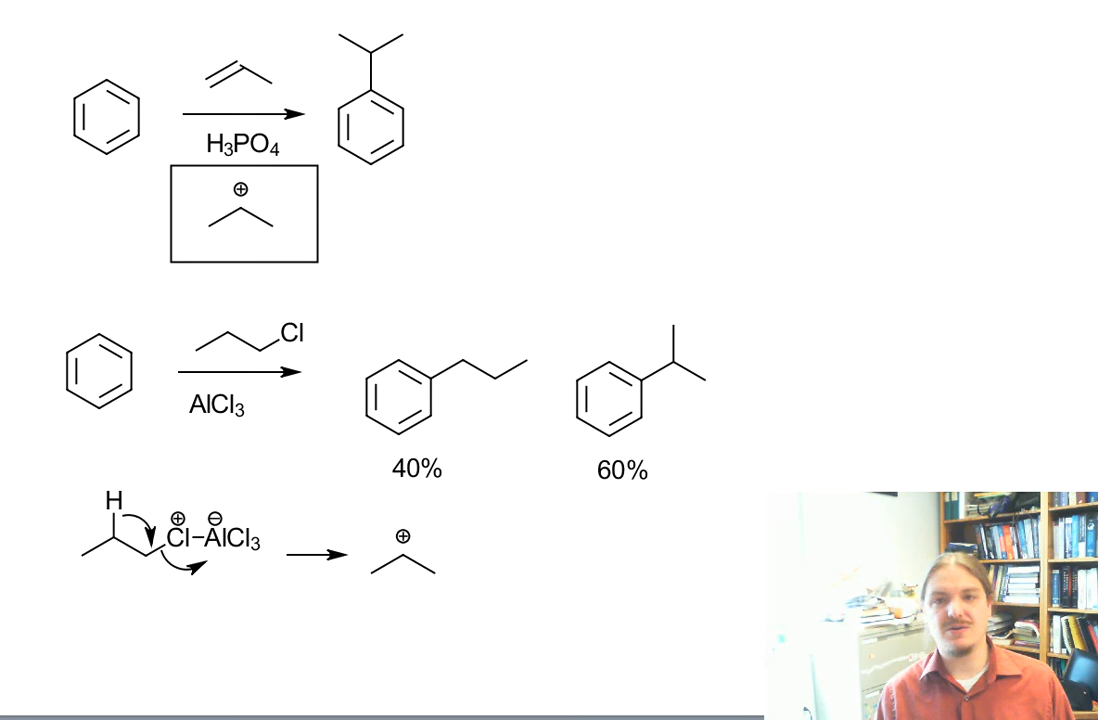 H₃PO₄
⊕
Cl
AlCl₃
40% 60%
H
⊕ ⊖
Cl–AlCl₃
⊕